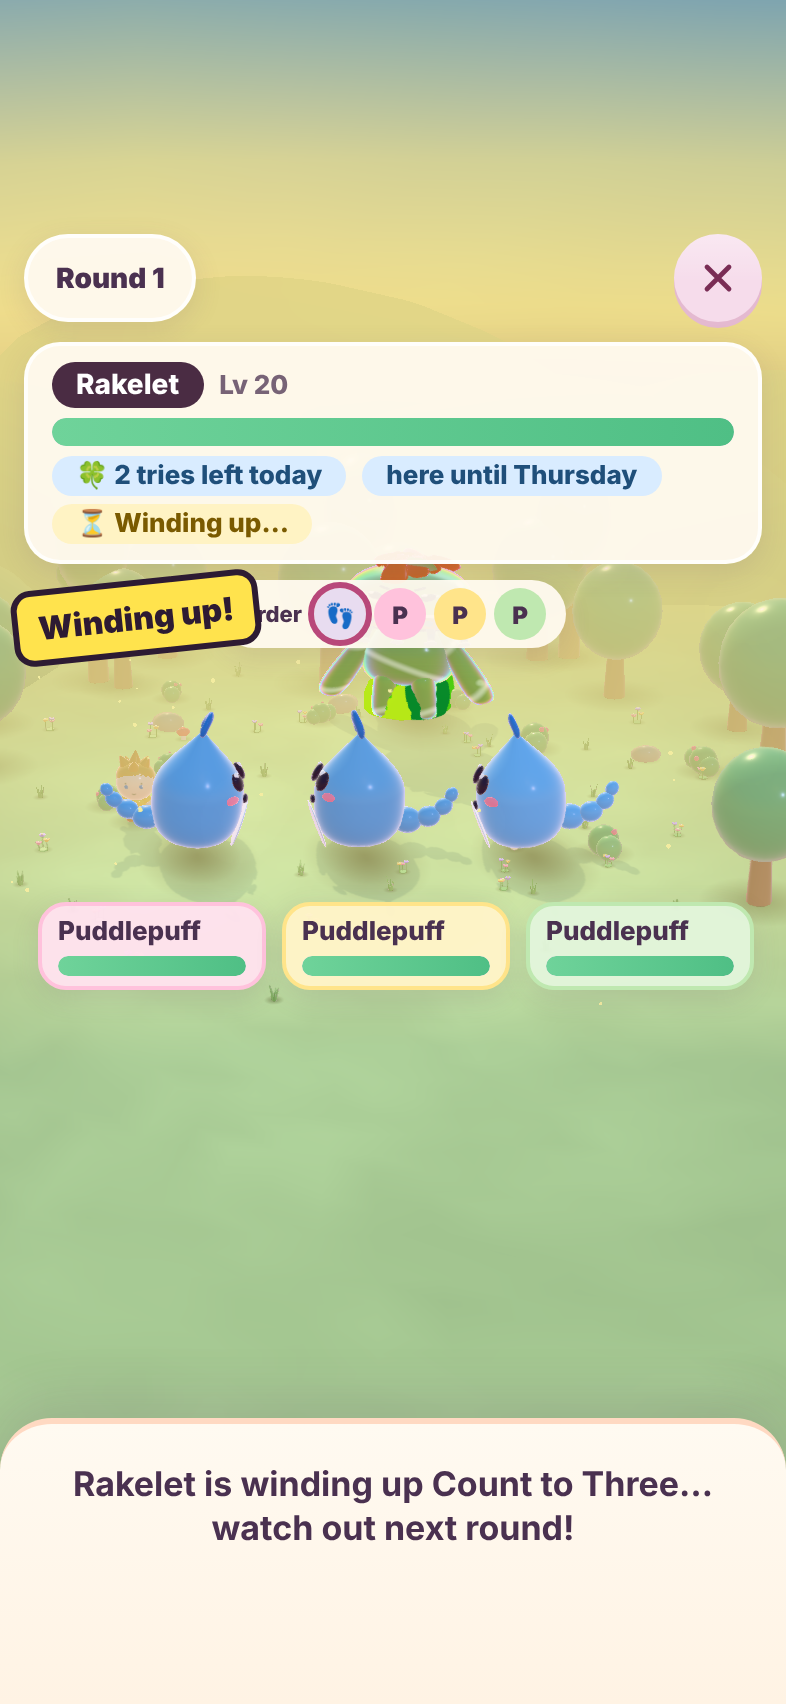 Round 1
Rakelet Lv 20
🍀 2 tries left today here until Thursday
⏳ Winding up...
Winding up!
P P P
Puddlepuff Puddlepuff Puddlepuff
Rakelet is winding up Count to Three...
watch out next round!